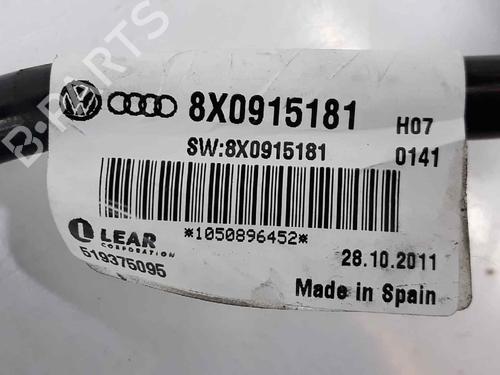 B-PARTS
8X0915181 H07
SW:8X0915181 0141
*1050896452*
LEAR
CORPORATION
519375095
28.10.2011
Made in Spain